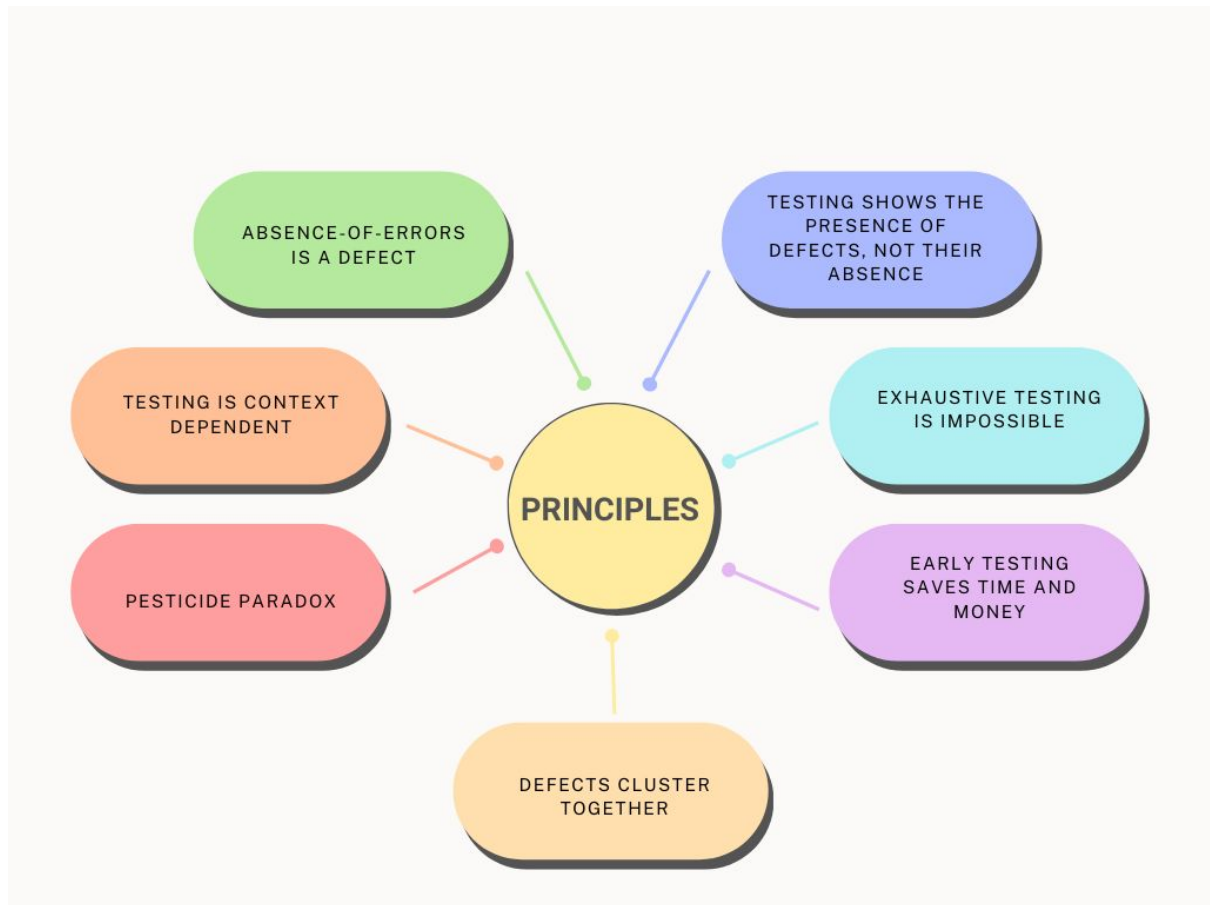 ABSENCE-OF-ERRORS
IS A DEFECT
TESTING SHOWS THE
PRESENCE OF
DEFECTS, NOT THEIR
ABSENCE
TESTING IS CONTEXT
DEPENDENT
EXHAUSTIVE TESTING
IS IMPOSSIBLE
PRINCIPLES
PESTICIDE PARADOX
EARLY TESTING
SAVES TIME AND
MONEY
DEFECTS CLUSTER
TOGETHER